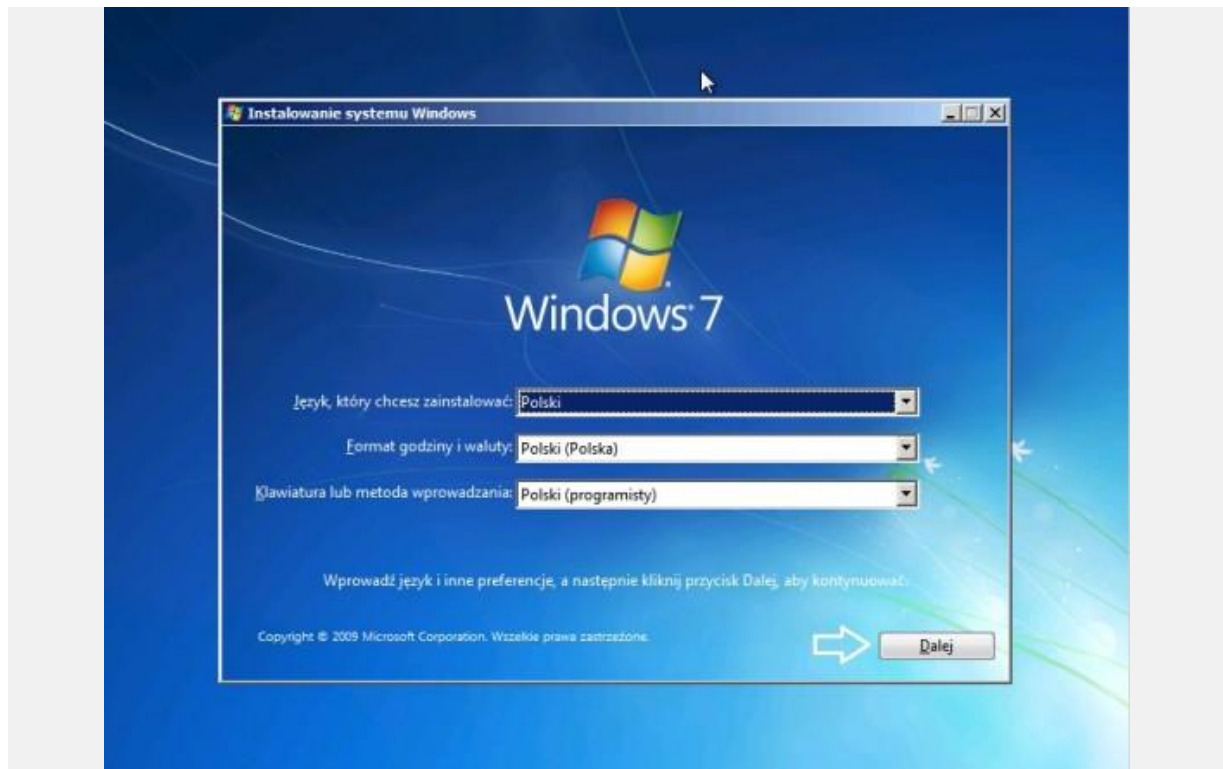 Instalowanie systemu Windows
Windows® 7
Język, który chcesz zainstalować: Polski
Format godziny i waluty: Polski (Polska)
Klawiatura lub metoda wprowadzania: Polski (programisty)
Wprowadź język i inne preferencje, a następnie kliknij przycisk Dalej, aby kontynuować.
Copyright © 2009 Microsoft Corporation. Wszelkie prawa zastrzeżone.
Dalej